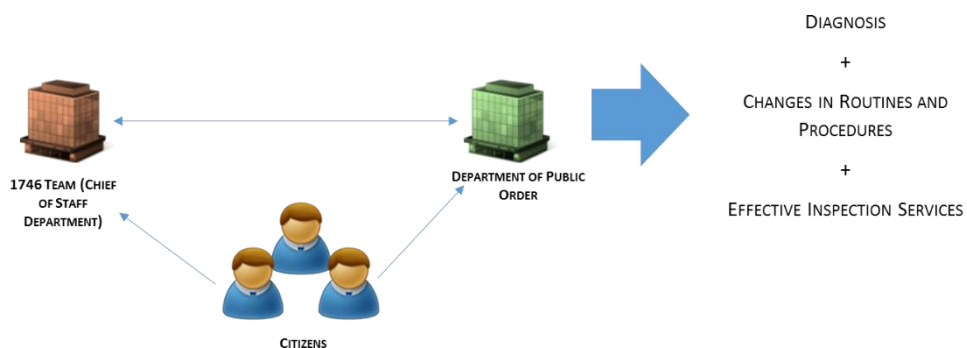 DIAGNOSIS
+
CHANGES IN ROUTINES AND
PROCEDURES
+
EFFECTIVE INSPECTION SERVICES
1746 TEAM (CHIEF
OF STAFF
DEPARTMENT)
DEPARTMENT OF PUBLIC
ORDER
CITIZENS